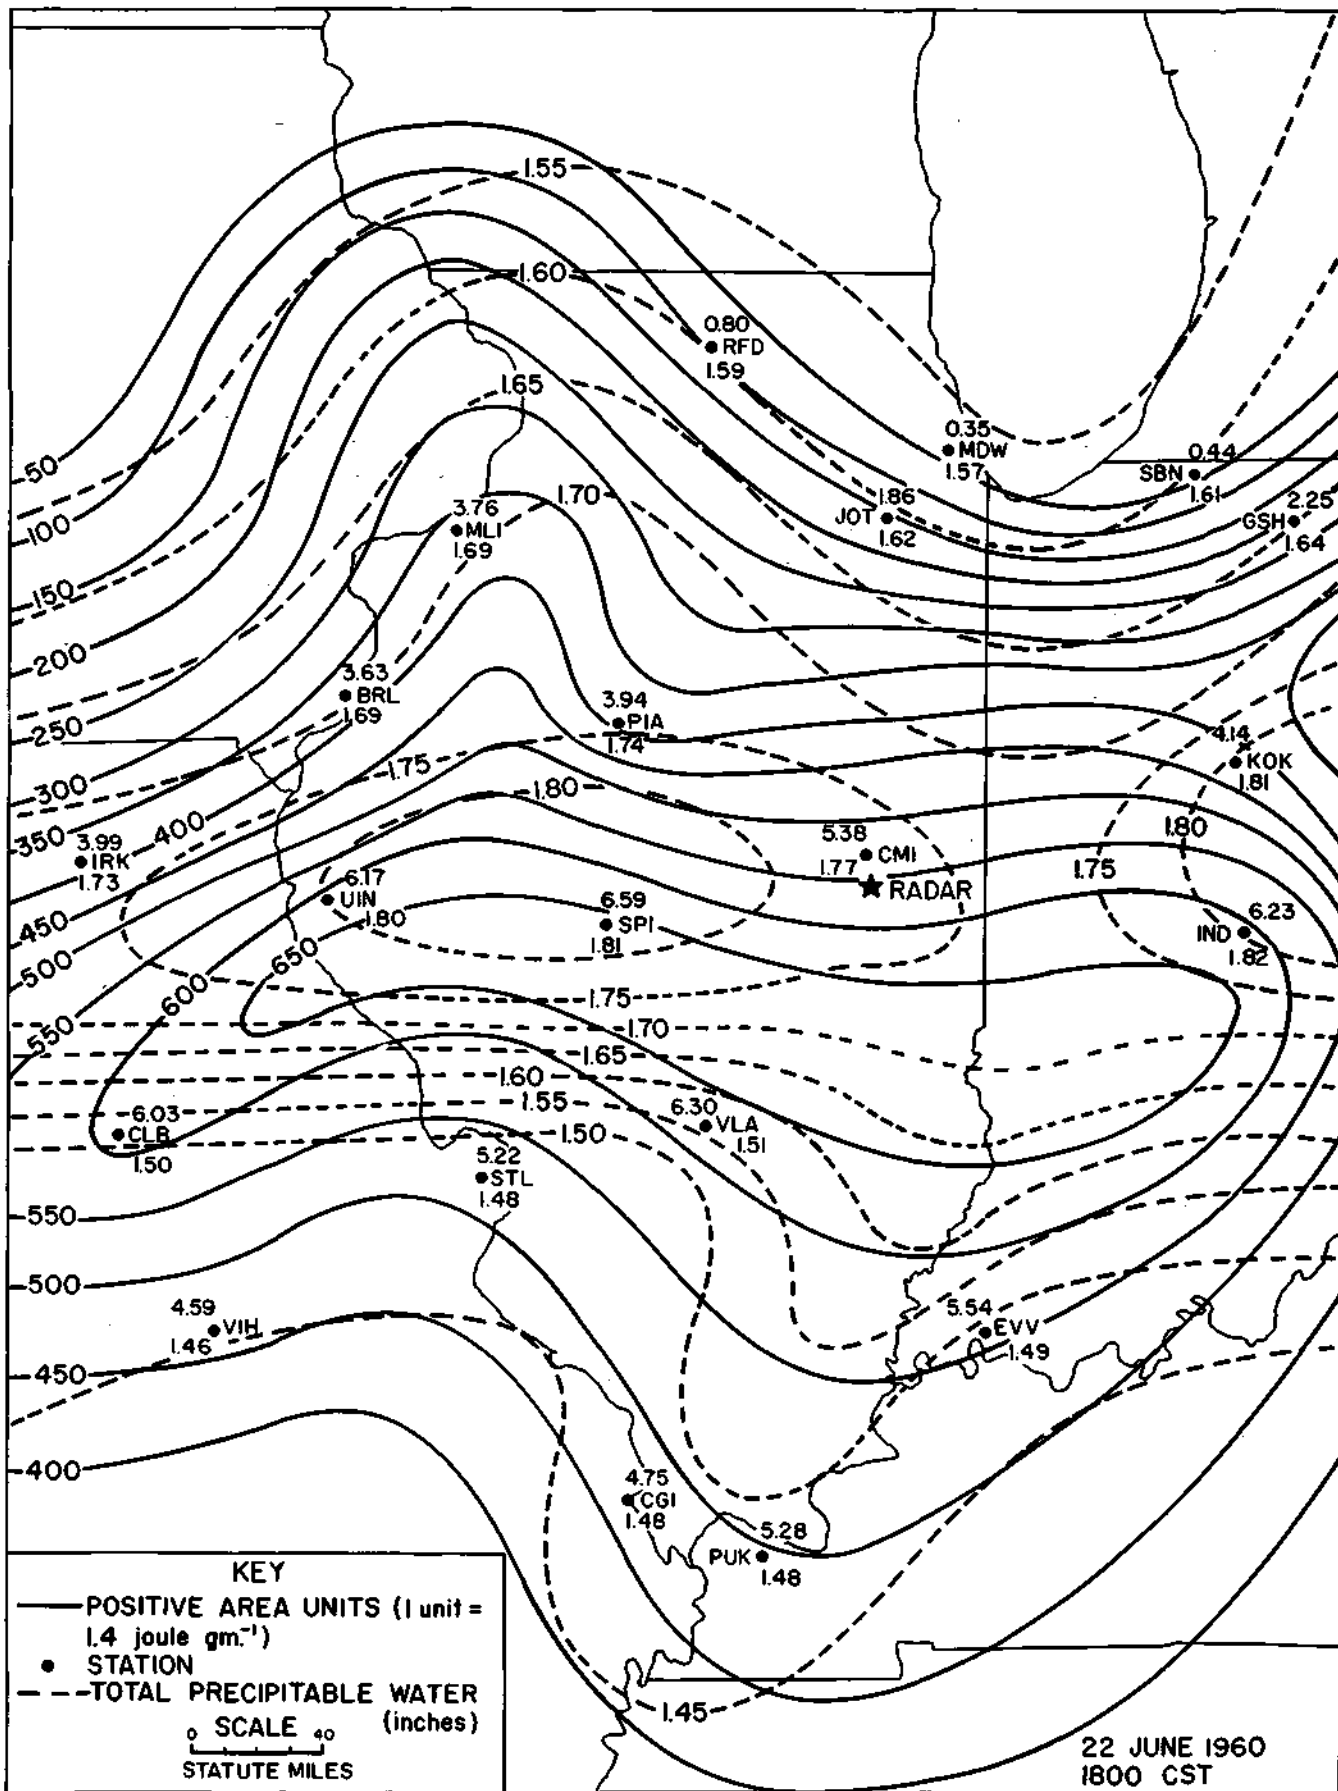 1.55
1.60
0.80
RFD
1.59
1.65
0.35
MDW
1.57
0.44
SBN
1.61
50
1.70
1.86
JOT
1.62
2.25
GSH
1.64
100
3.76
MLI
1.69
150
200
3.63
BRL
1.69
3.94
PIA
1.74
250
4.14
KOK
1.81
1.75
1.80
300
350
400
3.99
IRK
1.73
5.38
CMI
1.77
RADAR
1.80
1.75
6.17
UIN
1.80
6.59
SPI
1.81
6.23
IND
1.82
450
500
550
600
650
1.75
1.70
1.65
1.60
1.55
1.50
6.03
CLB
1.50
6.30
VLA
1.51
5.22
STL
1.48
550
500
4.59
VIH
1.46
5.54
EVV
1.49
450
400
4.75
CGI
1.48
5.28
PUK
1.48
1.45
KEY
POSITIVE AREA UNITS (1 unit =
1.4 joule gm.⁻¹)
STATION
TOTAL PRECIPITABLE WATER
(inches)
0 SCALE 40
STATUTE MILES
22 JUNE 1960
1800 CST